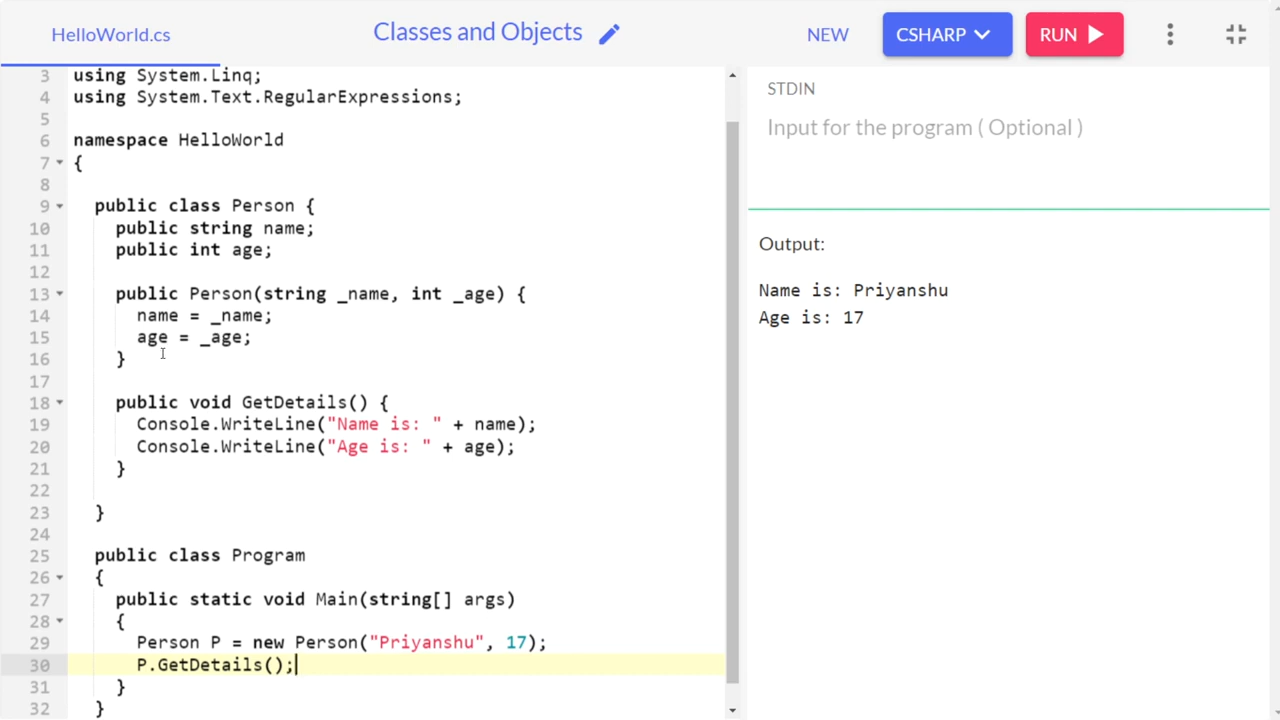 HelloWorld.cs
Classes and Objects
NEW
CSHARP
RUN
3 using System.Linq;
4 using System.Text.RegularExpressions;
5
6 namespace HelloWorld
7 {
8
9 public class Person {
10 public string name;
11 public int age;
12
13 public Person(string _name, int _age) {
14 name = _name;
15 age = _age;
16 }
17
18 public void GetDetails() {
19 Console.WriteLine("Name is: " + name);
20 Console.WriteLine("Age is: " + age);
21 }
22
23 }
24
25 public class Program
26 {
27 public static void Main(string[] args)
28 {
29 Person P = new Person("Priyanshu", 17);
30 P.GetDetails();
31 }
32 }
STDIN
Input for the program ( Optional )
Output:
Name is: Priyanshu
Age is: 17